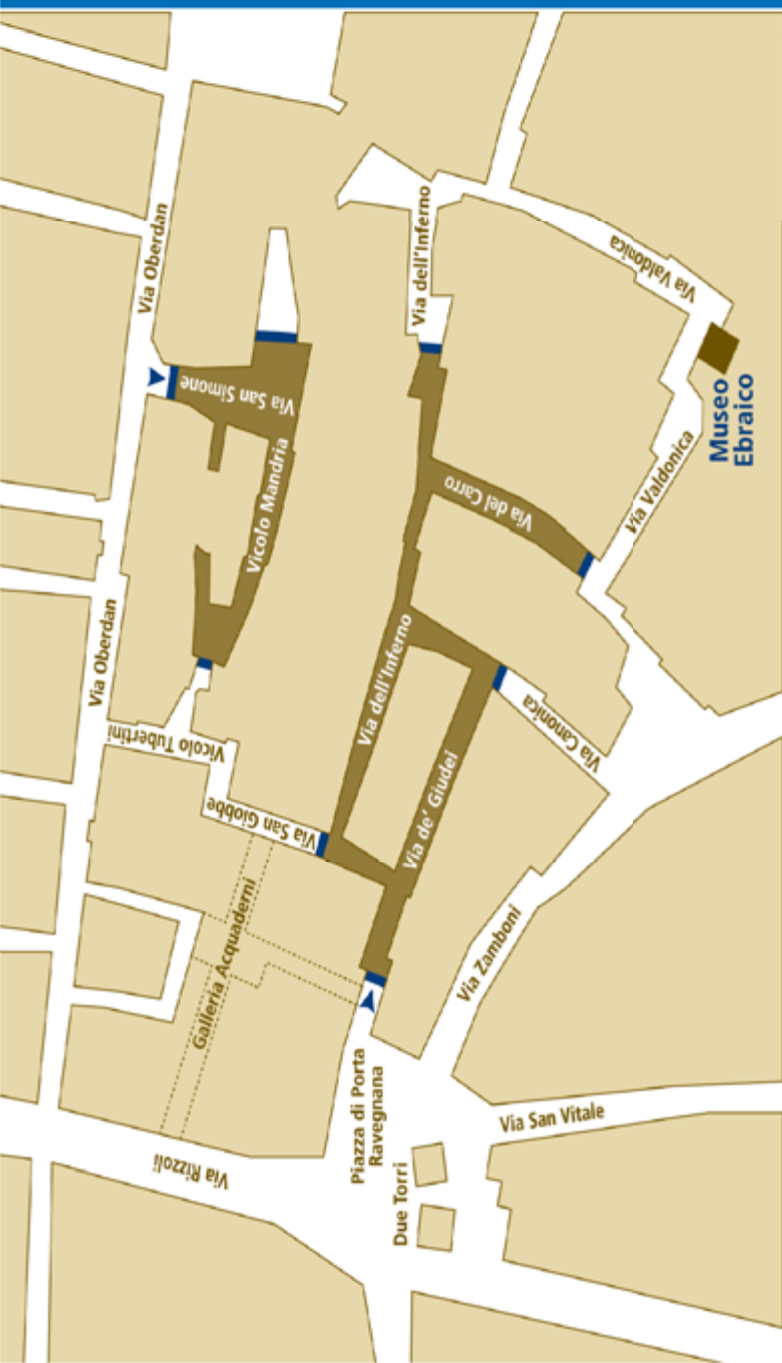 Via Oberdan
Via dell'Inferno
Via Valdonica
Via San Simone
Museo
Ebraico
Vicolo Mandria
Via del Carro
Via Valdonica
Via Oberdan
Via dell'Inferno
Vicolo Tubertini
Via Canonica
Via San Giobbe
Via de' Giudei
Galleria Acquaderni
Via Zamboni
Piazza di Porta
Ravegnana
Via San Vitale
Via Rizzoli
Due Torri